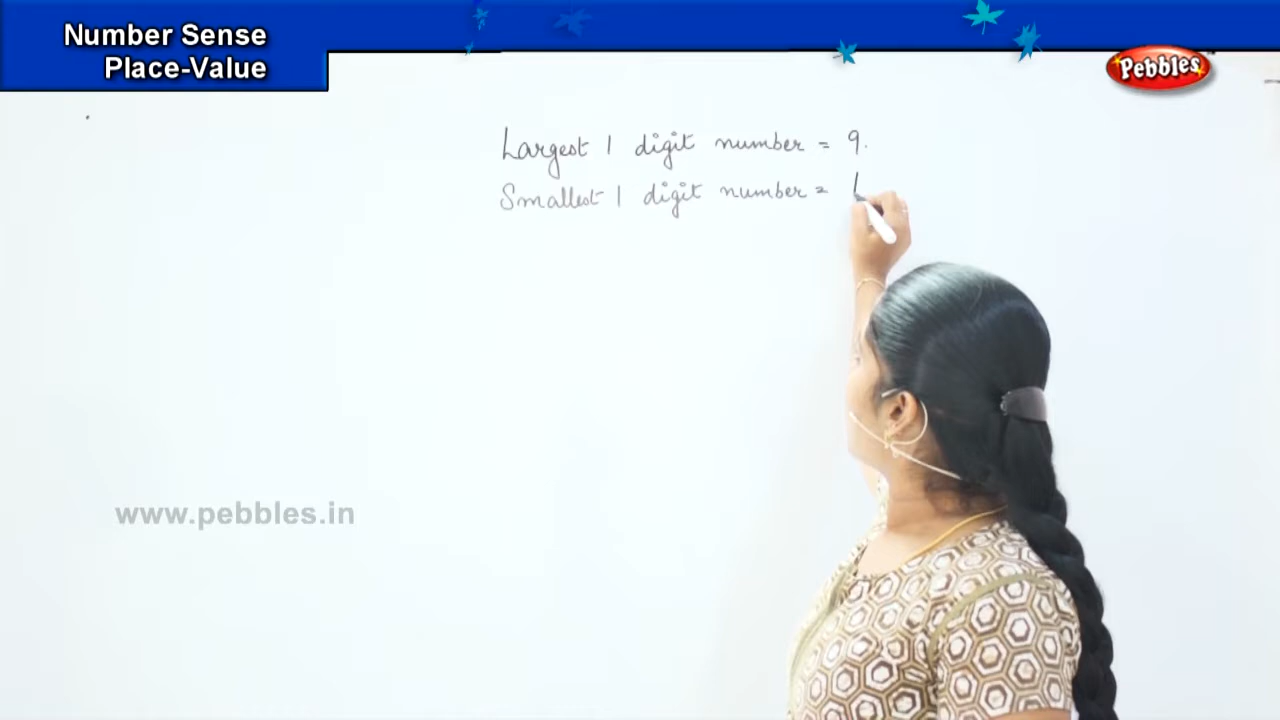 Number Sense
Place-Value
Pebbles
Largest 1 digit number = 9.
Smallest 1 digit number = 1
www.pebbles.in